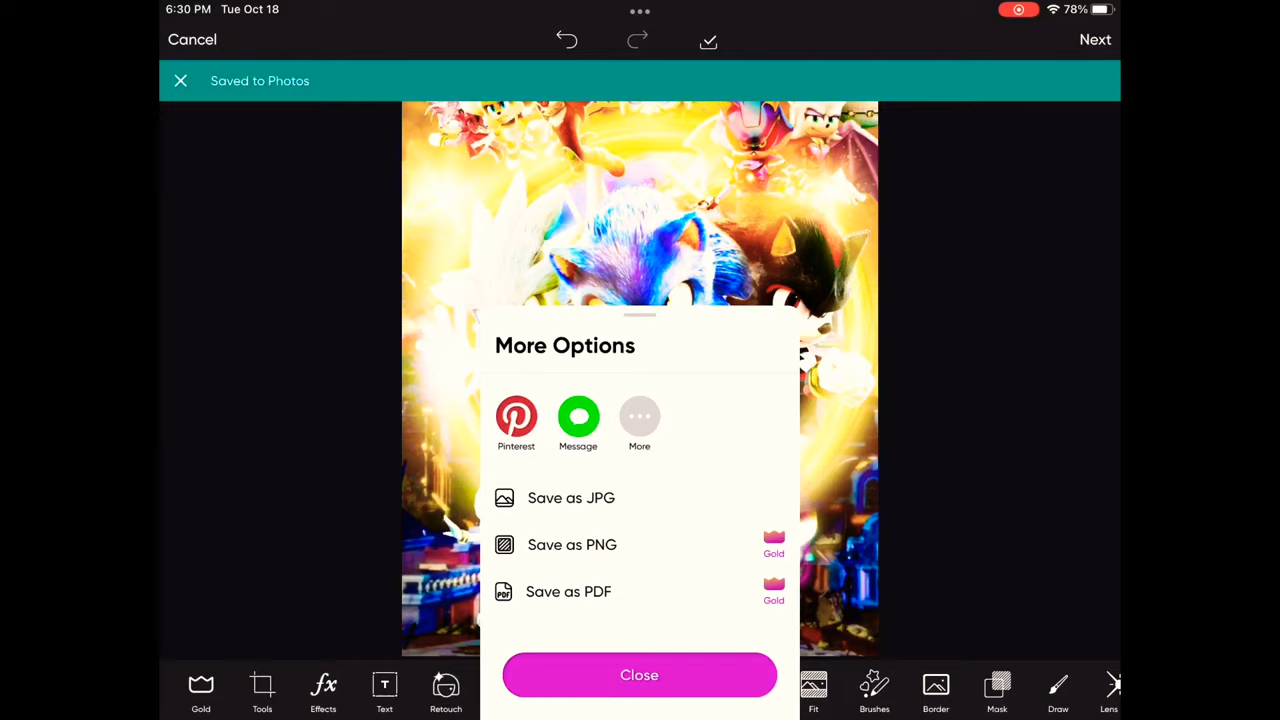 6:30 PM Tue Oct 18
78%
Cancel
Next
Saved to Photos
More Options
Pinterest
Message
More
Save as JPG
Save as PNG
Gold
Save as PDF
Gold
Close
Gold
Tools
Effects
Text
Retouch
Fit
Brushes
Border
Mask
Draw
Lens